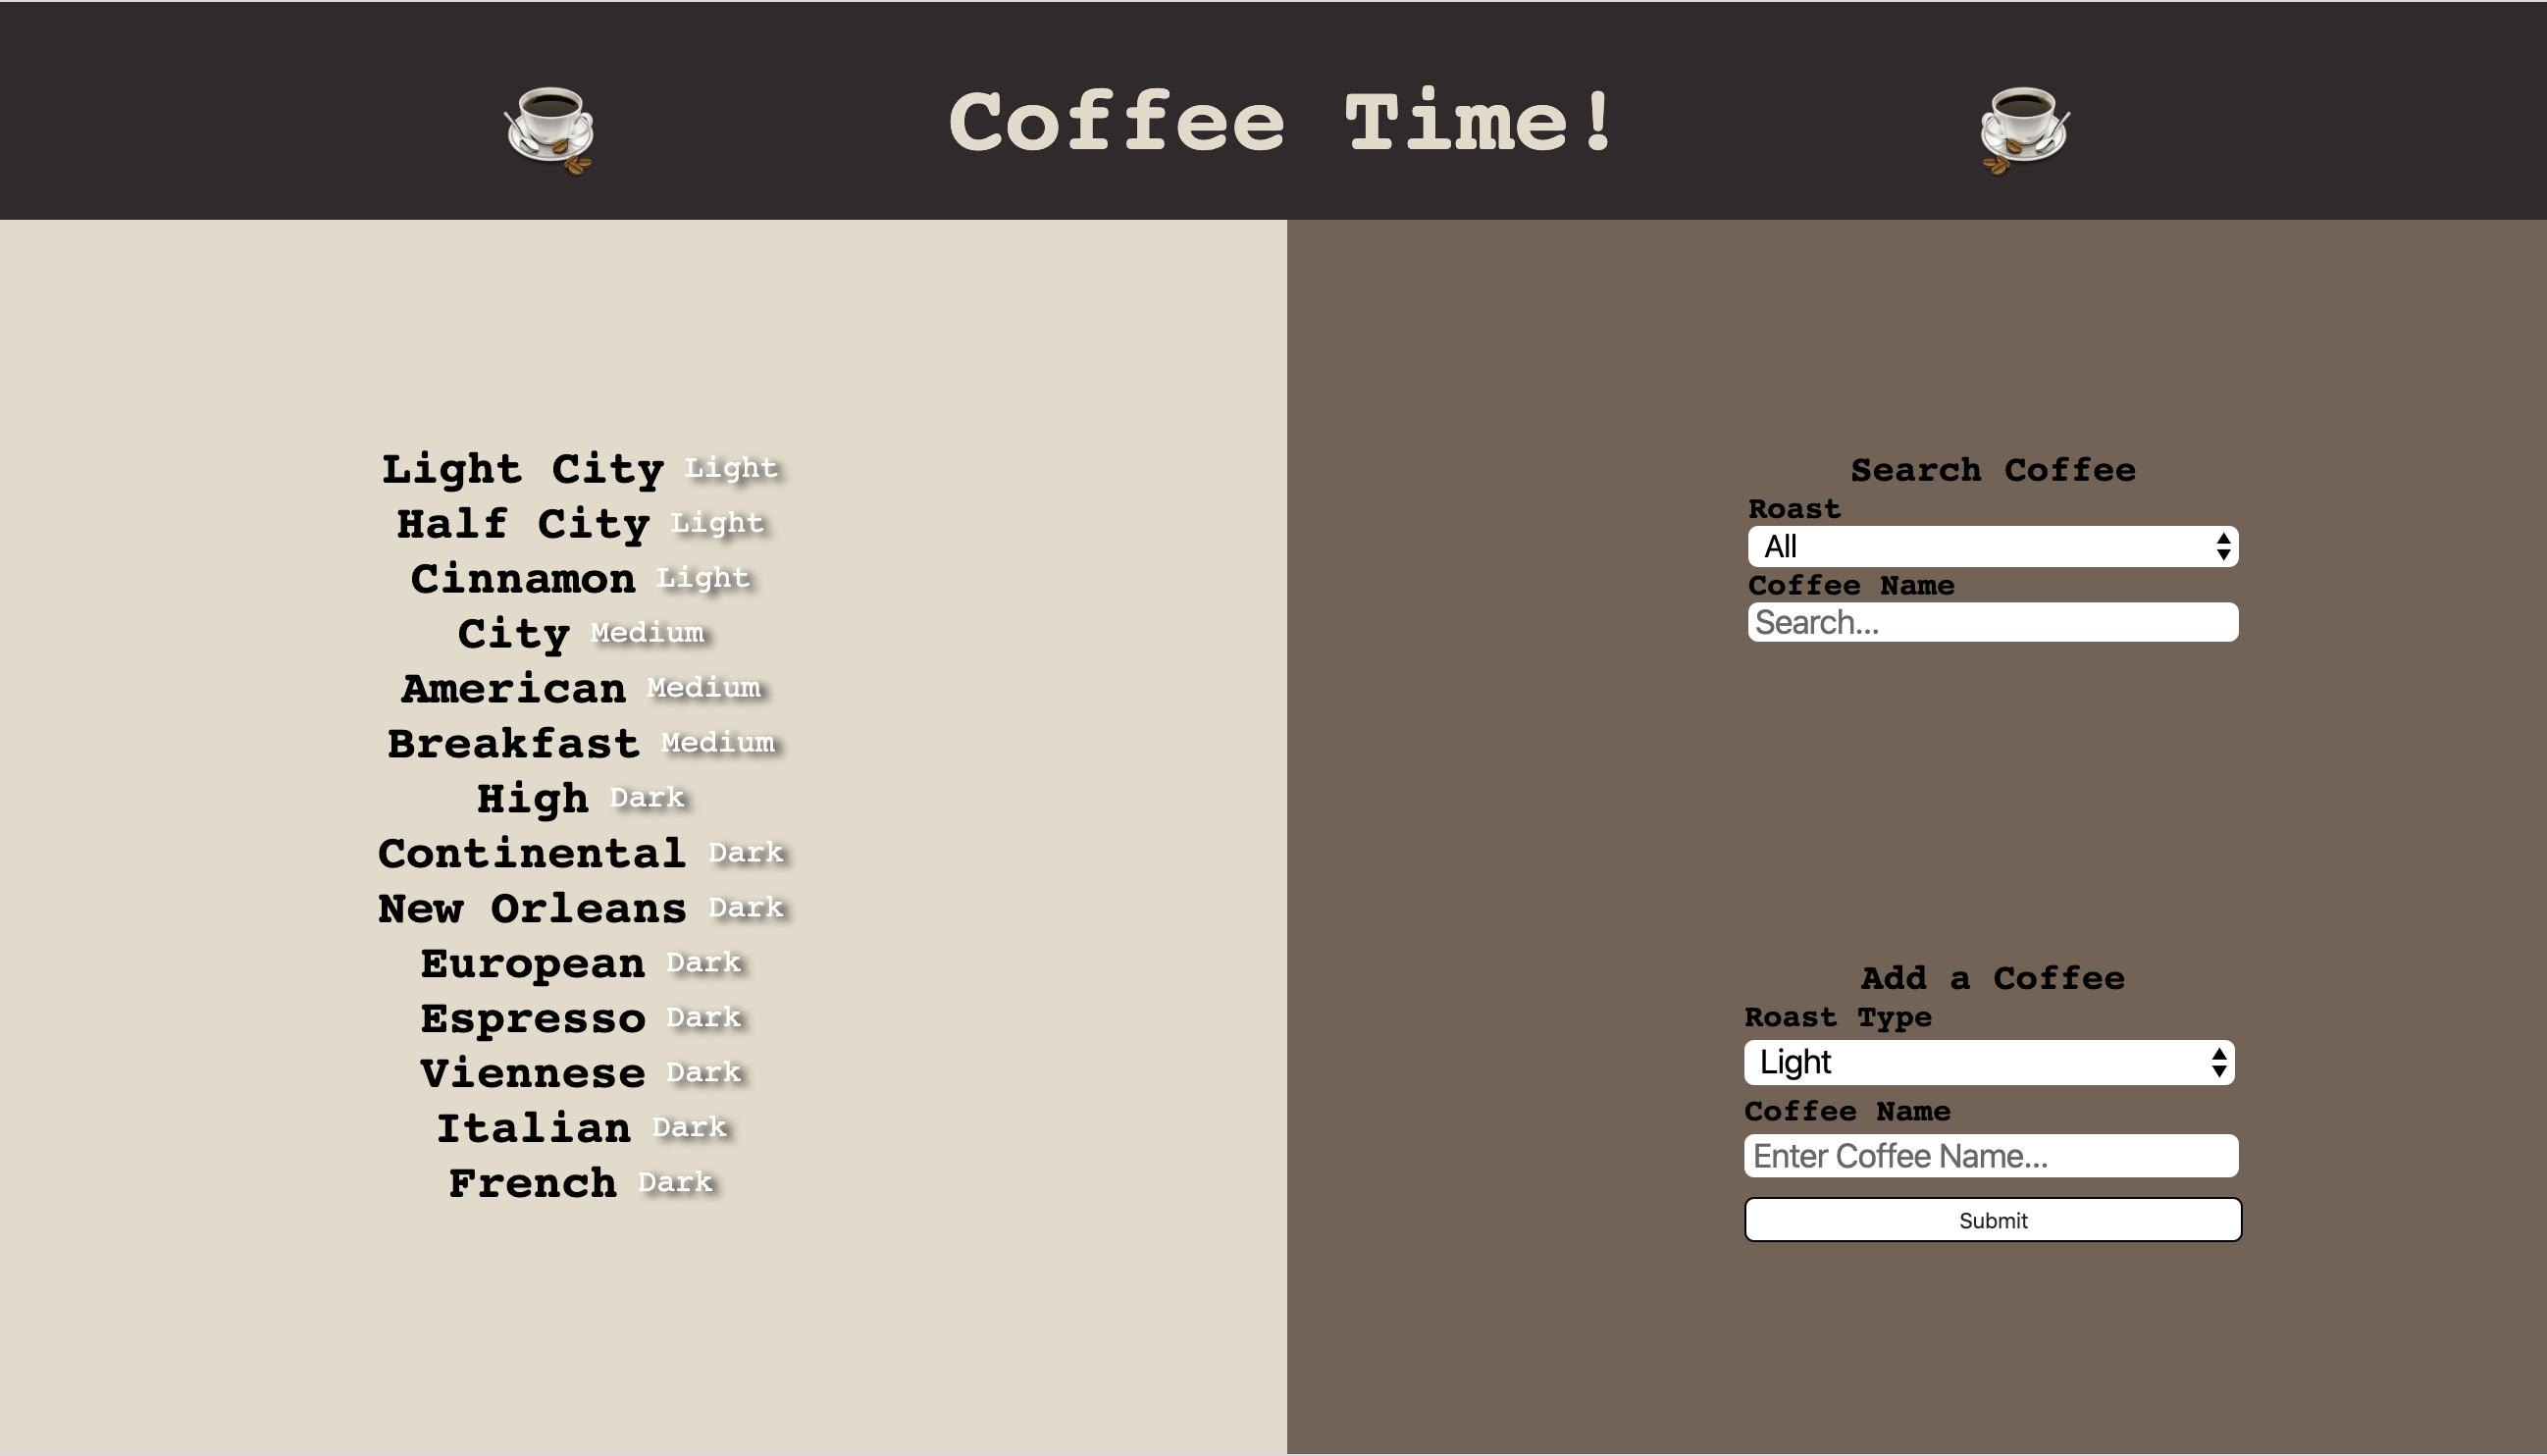 Coffee Time!
Light City Light
Half City Light
Cinnamon Light
City Medium
American Medium
Breakfast Medium
High Dark
Continental Dark
New Orleans Dark
European Dark
Espresso Dark
Viennese Dark
Italian Dark
French Dark
Search Coffee
Roast
All
Coffee Name
Search...
Add a Coffee
Roast Type
Light
Coffee Name
Enter Coffee Name...
Submit